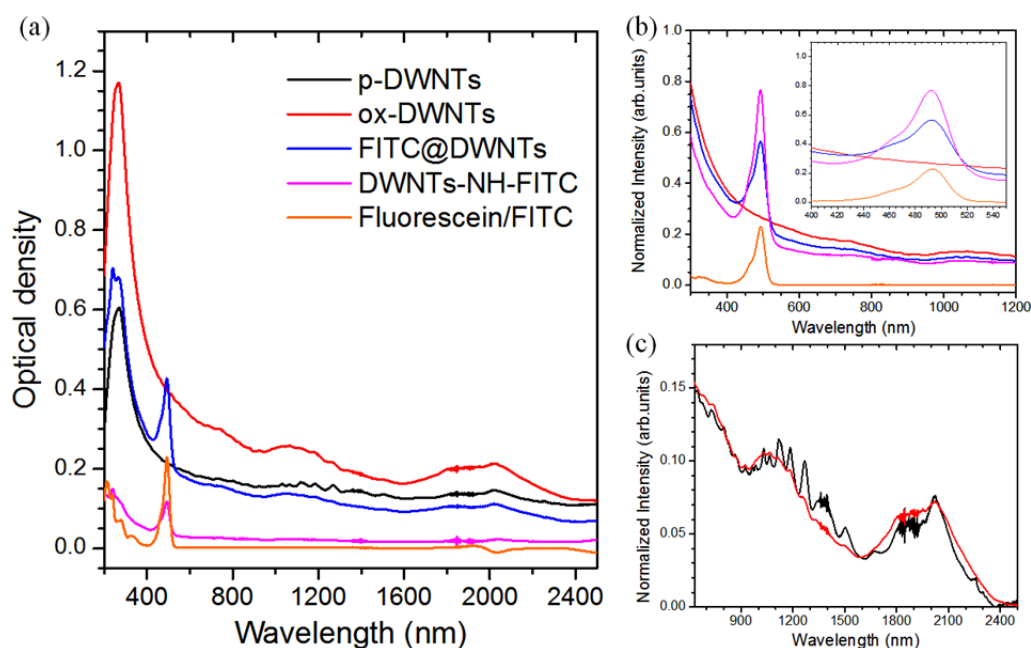 (a)
1.2
1.0
0.8
0.6
0.4
0.2
0.0
Optical density
p-DWNTs
ox-DWNTs
FITC@DWNTs
DWNTs-NH-FITC
Fluorescein/FITC
400 800 1200 1600 2000 2400
Wavelength (nm)
(b)
1.0
0.8
0.6
0.4
0.2
0.0
Normalized Intensity (arb.units)
1.0
0.8
0.6
0.4
0.2
0.0
400 420 440 460 480 500 520 540
400 600 800 1000 1200
Wavelength (nm)
(c)
0.15
0.10
0.05
0.00
Normalized Intensity (arb.units)
900 1200 1500 1800 2100 2400
Wavelength (nm)